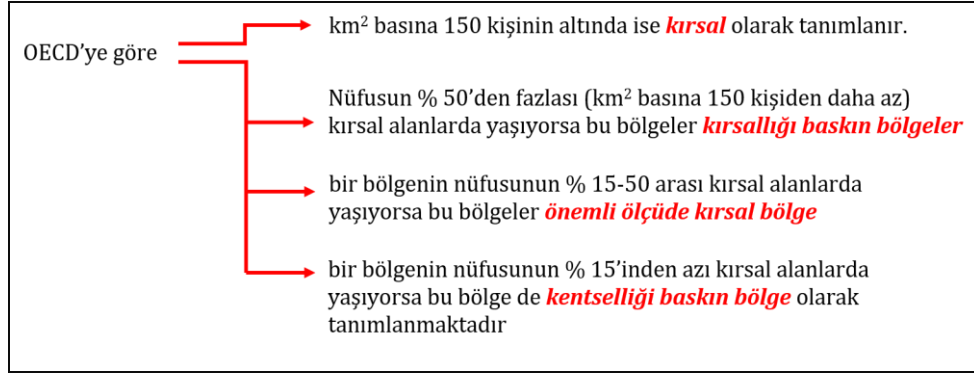 km² basına 150 kişinin altında ise kırsal olarak tanımlanır.
OECD’ye göre
Nüfusun % 50’den fazlası (km² basına 150 kişiden daha az)
kırsal alanlarda yaşıyorsa bu bölgeler kırsallığı baskın bölgeler
bir bölgenin nüfusunun % 15-50 arası kırsal alanlarda
yaşıyorsa bu bölgeler önemli ölçüde kırsal bölge
bir bölgenin nüfusunun % 15’inden azı kırsal alanlarda
yaşıyorsa bu bölge de kentselliği baskın bölge olarak
tanımlanmaktadır